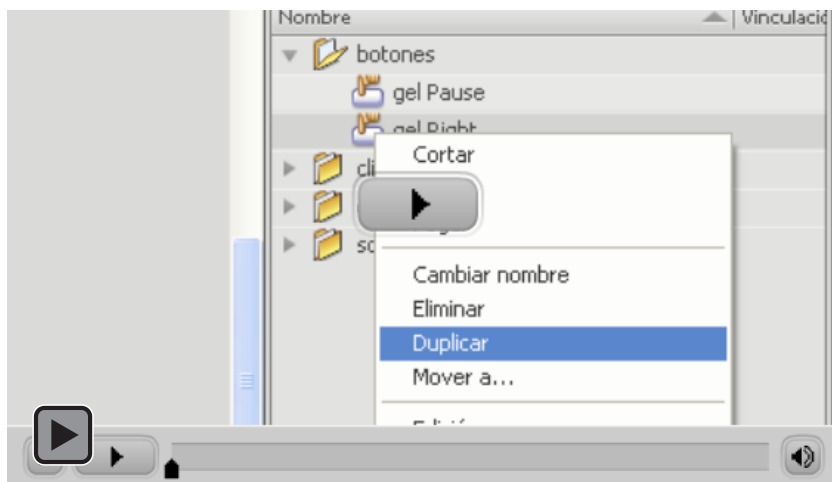 Nombre
Vinculació
botones
gel Pause
gel Right
Cortar
Cambiar nombre
Eliminar
Duplicar
Mover a...